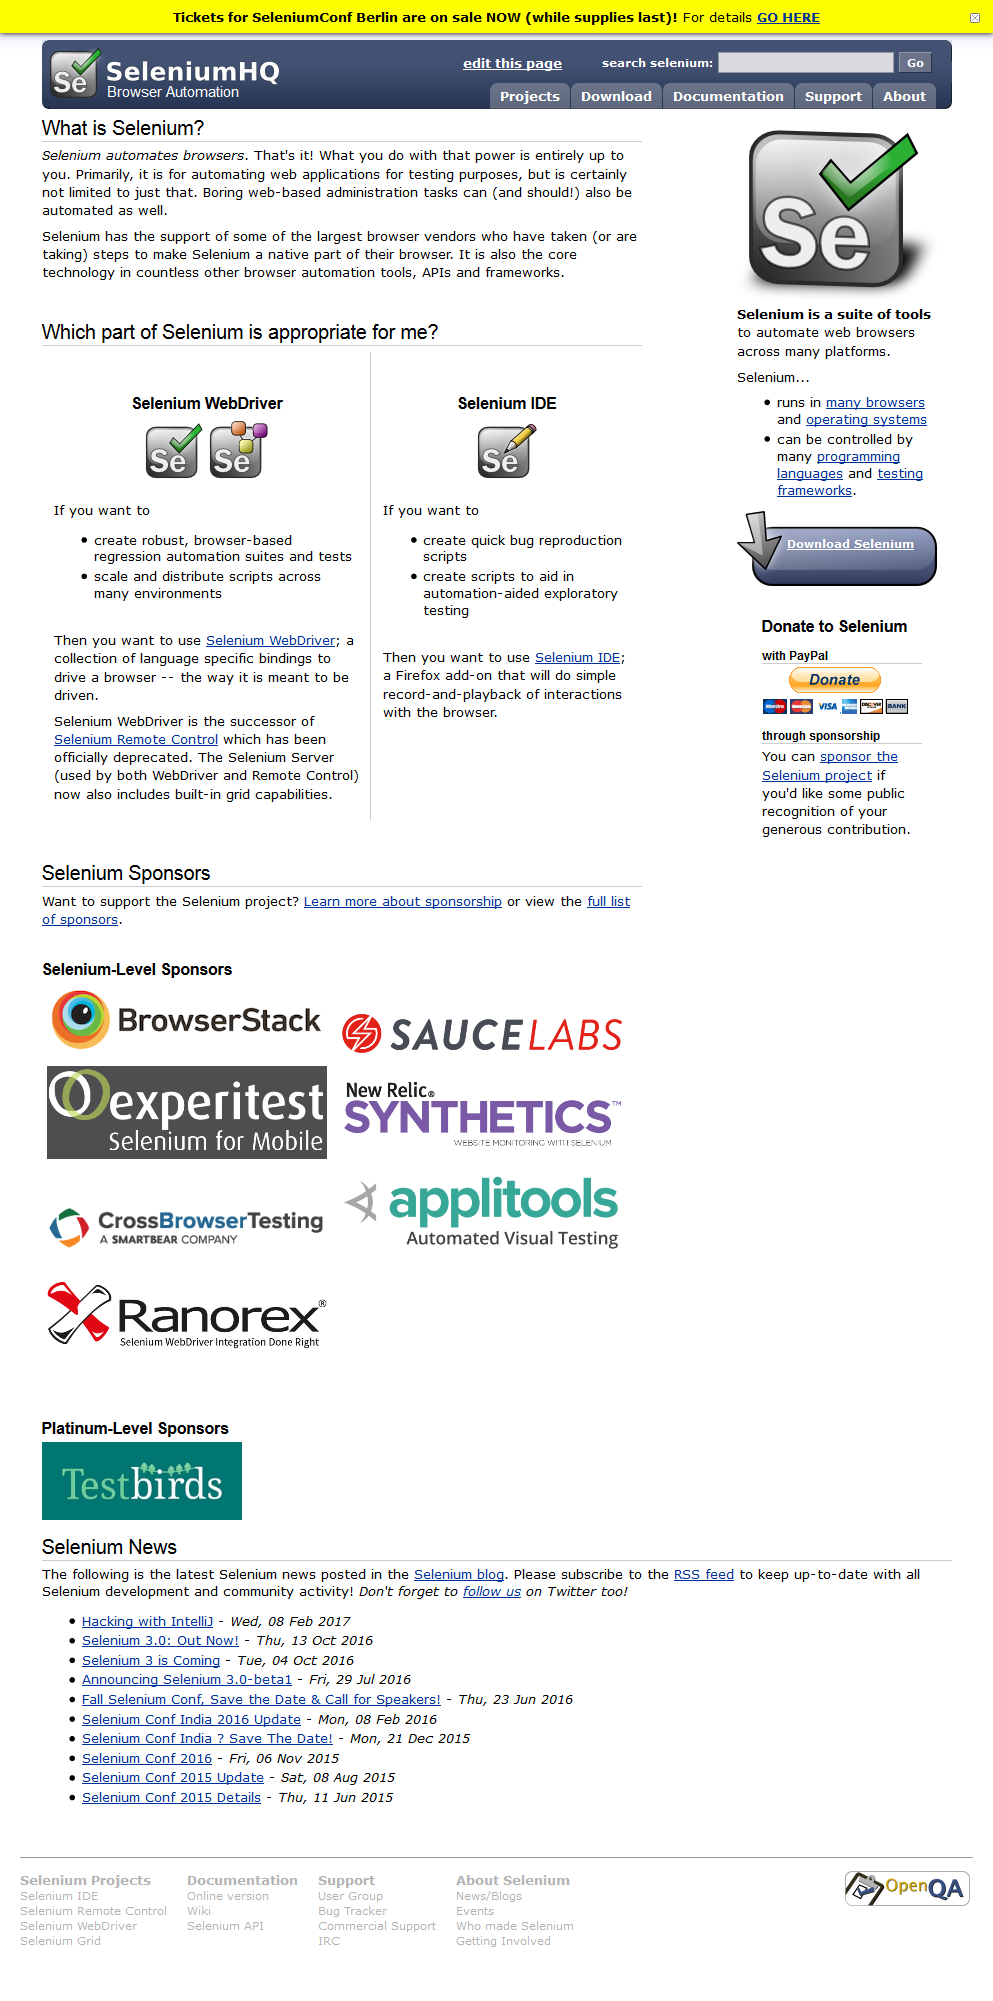 Tickets for SeleniumConf Berlin are on sale NOW (while supplies last)! For details GO HERE
Se SeleniumHQ
Browser Automation
edit this page
search selenium:
Go
Projects
Download
Documentation
Support
About
What is Selenium?
Selenium automates browsers. That's it! What you do with that power is entirely up to
you. Primarily, it is for automating web applications for testing purposes, but is certainly
not limited to just that. Boring web-based administration tasks can (and should!) also be
automated as well.
Selenium has the support of some of the largest browser vendors who have taken (or are
taking) steps to make Selenium a native part of their browser. It is also the core
technology in countless other browser automation tools, APIs and frameworks.
Which part of Selenium is appropriate for me?
Selenium WebDriver
Se
Se
If you want to
create robust, browser-based
regression automation suites and tests
scale and distribute scripts across
many environments
Then you want to use Selenium WebDriver; a
collection of language specific bindings to
drive a browser -- the way it is meant to be
driven.
Selenium WebDriver is the successor of
Selenium Remote Control which has been
officially deprecated. The Selenium Server
(used by both WebDriver and Remote Control)
now also includes built-in grid capabilities.
Selenium IDE
Se
If you want to
create quick bug reproduction
scripts
create scripts to aid in
automation-aided exploratory
testing
Then you want to use Selenium IDE;
a Firefox add-on that will do simple
record-and-playback of interactions
with the browser.
Se
Selenium is a suite of tools
to automate web browsers
across many platforms.
Selenium...
runs in many browsers
and operating systems
can be controlled by
many programming
languages and testing
frameworks.
Download Selenium
Donate to Selenium
with PayPal
Donate
Maestro MasterCard VISA AMERICAN EXPRESS DISCOVER BANK
through sponsorship
You can sponsor the
Selenium project if
you'd like some public
recognition of your
generous contribution.
Selenium Sponsors
Want to support the Selenium project? Learn more about sponsorship or view the full list
of sponsors.
Selenium-Level Sponsors
BrowserStack
SAUCELABS
experitest
Selenium for Mobile
New Relic®
SYNTHETICS™
WEBSITE MONITORING WITH SELENIUM
CrossBrowserTesting
A SMARTBEAR COMPANY
applitools
Automated Visual Testing
Ranorex®
Selenium WebDriver Integration Done Right
Platinum-Level Sponsors
Testbirds
Selenium News
The following is the latest Selenium news posted in the Selenium blog. Please subscribe to the RSS feed to keep up-to-date with all
Selenium development and community activity! Don't forget to follow us on Twitter too!
Hacking with IntelliJ - Wed, 08 Feb 2017
Selenium 3.0: Out Now! - Thu, 13 Oct 2016
Selenium 3 is Coming - Tue, 04 Oct 2016
Announcing Selenium 3.0-beta1 - Fri, 29 Jul 2016
Fall Selenium Conf, Save the Date & Call for Speakers! - Thu, 23 Jun 2016
Selenium Conf India 2016 Update - Mon, 08 Feb 2016
Selenium Conf India ? Save The Date! - Mon, 21 Dec 2015
Selenium Conf 2016 - Fri, 06 Nov 2015
Selenium Conf 2015 Update - Sat, 08 Aug 2015
Selenium Conf 2015 Details - Thu, 11 Jun 2015
Selenium Projects
Selenium IDE
Selenium Remote Control
Selenium WebDriver
Selenium Grid
Documentation
Online version
Wiki
Selenium API
Support
User Group
Bug Tracker
Commercial Support
IRC
About Selenium
News/Blogs
Events
Who made Selenium
Getting Involved
OpenQA